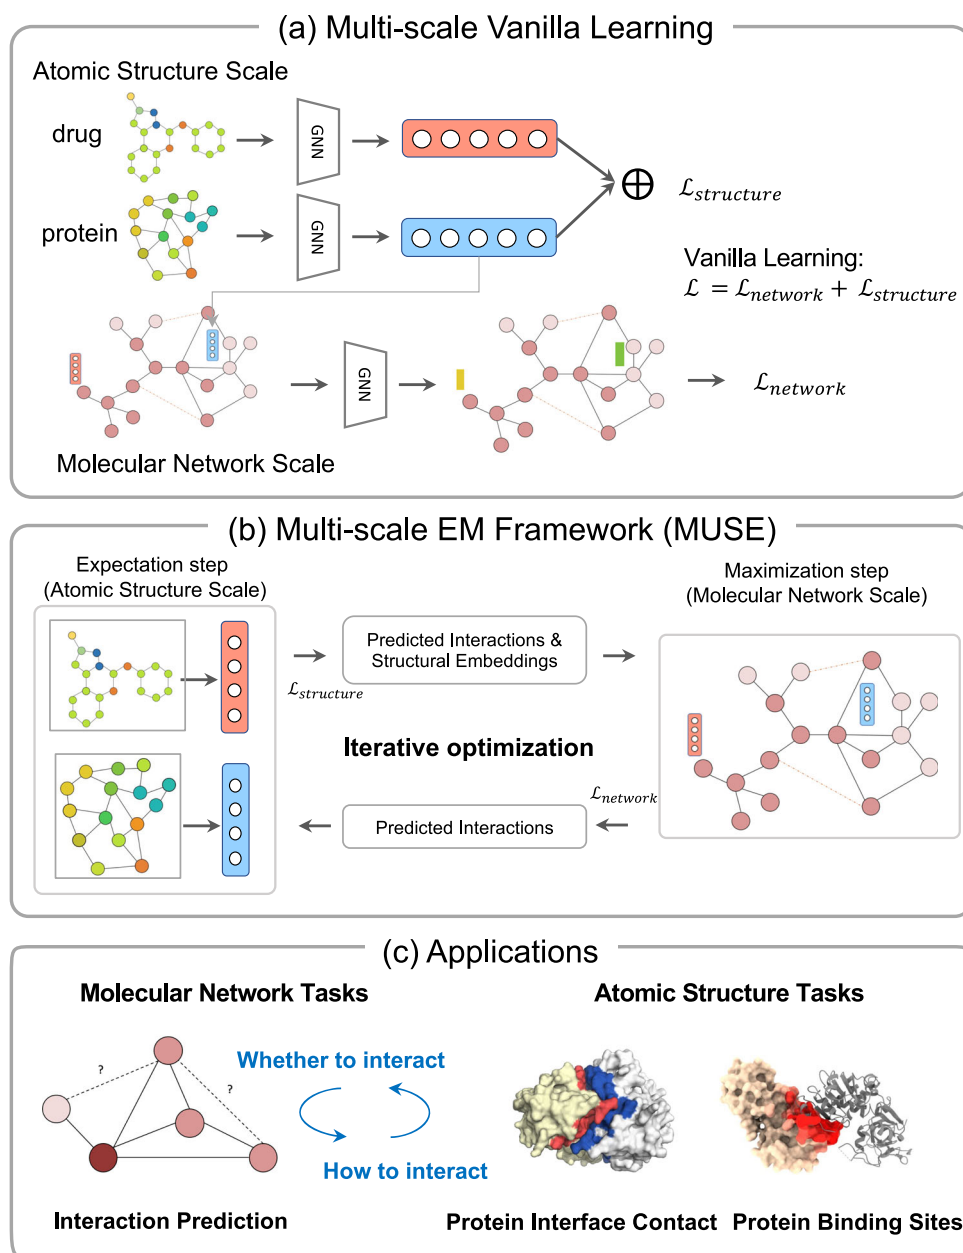 (a) Multi-scale Vanilla Learning
Atomic Structure Scale
drug
GNN
protein
GNN
ℒstructure
Vanilla Learning:
ℒ = ℒnetwork + ℒstructure
GNN
ℒnetwork
Molecular Network Scale
(b) Multi-scale EM Framework (MUSE)
Expectation step
(Atomic Structure Scale)
Maximization step
(Molecular Network Scale)
Predicted Interactions &
Structural Embeddings
ℒstructure
Iterative optimization
ℒnetwork
Predicted Interactions
(c) Applications
Molecular Network Tasks
Atomic Structure Tasks
?
?
Whether to interact
How to interact
Interaction Prediction
Protein Interface Contact
Protein Binding Sites